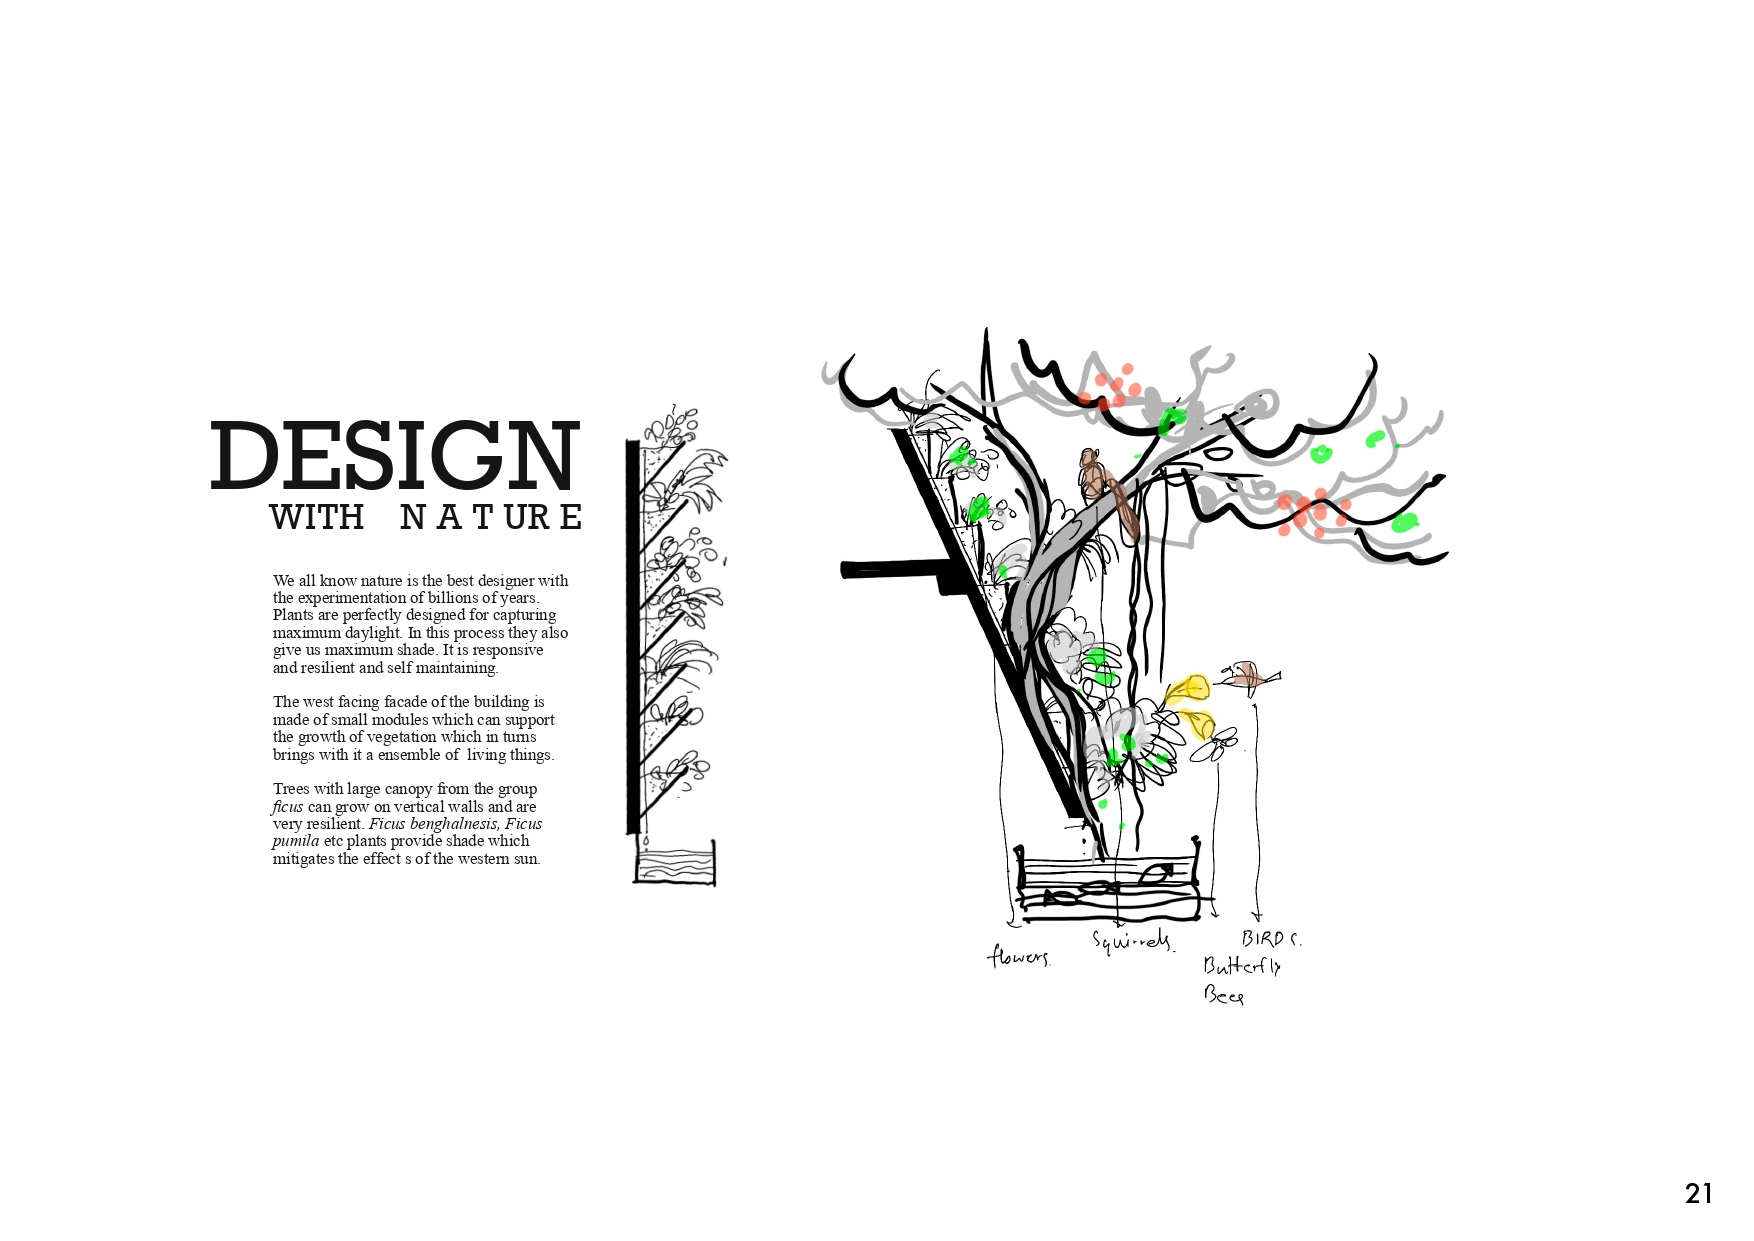 DESIGN
WITH NATURE
We all know nature is the best designer with
the experimentation of billions of years.
Plants are perfectly designed for capturing
maximum daylight. In this process they also
give us maximum shade. It is responsive
and resilient and self maintaining.
The west facing facade of the building is
made of small modules which can support
the growth of vegetation which in turns
brings with it a ensemble of living things.
Trees with large canopy from the group
ficus can grow on vertical walls and are
very resilient. Ficus benghalnesis, Ficus
pumila etc plants provide shade which
mitigates the effect s of the western sun.
flowers.
Squirrels.
BIRDS.
Butterfly
Bees
21